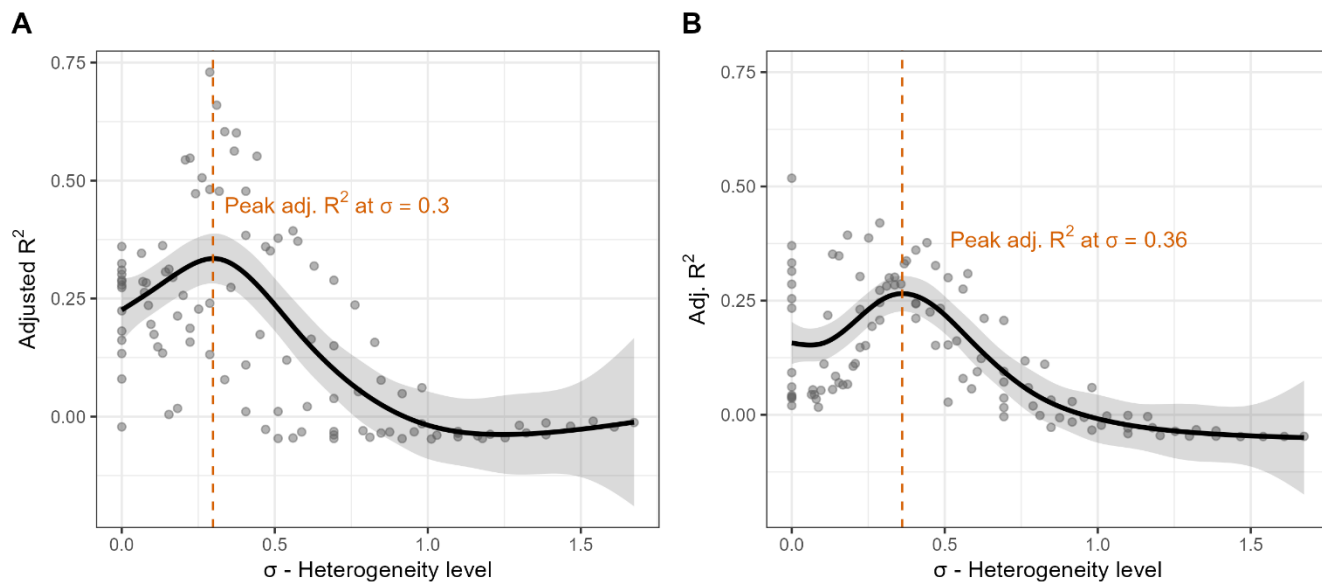 A
0.75
0.50
0.25
0.00
Adjusted R²
Peak adj. R² at σ = 0.3
0.0
0.5
1.0
1.5
σ - Heterogeneity level
B
0.75
0.50
0.25
0.00
Adj. R²
Peak adj. R² at σ = 0.36
0.0
0.5
1.0
1.5
σ - Heterogeneity level